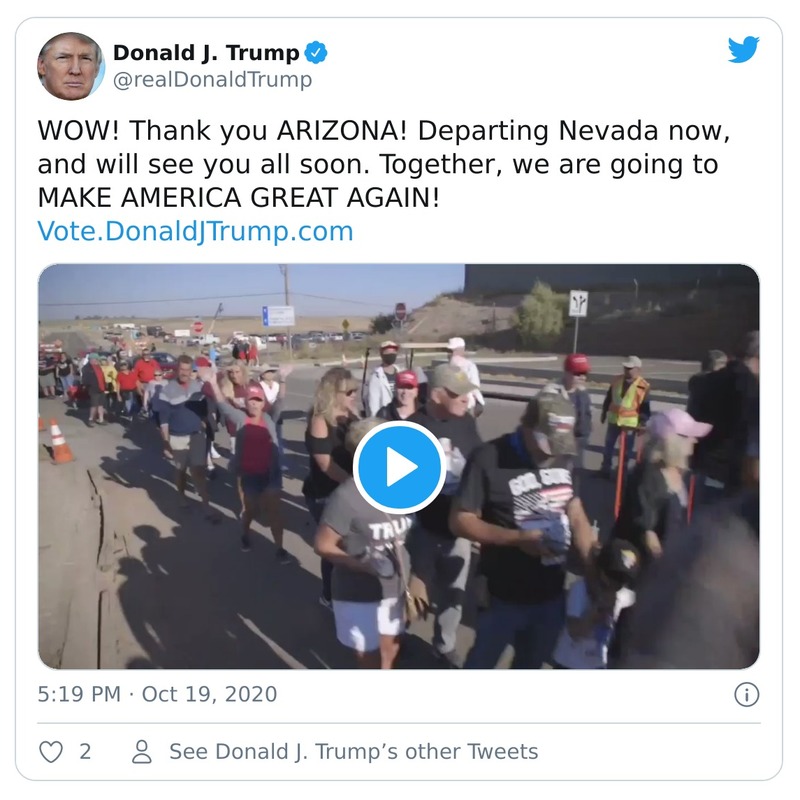 Donald J. Trump
@realDonaldTrump
WOW! Thank you ARIZONA! Departing Nevada now,
and will see you all soon. Together, we are going to
MAKE AMERICA GREAT AGAIN!
Vote.DonaldJTrump.com
GOD, GUNS
5:19 PM · Oct 19, 2020
2
See Donald J. Trump’s other Tweets